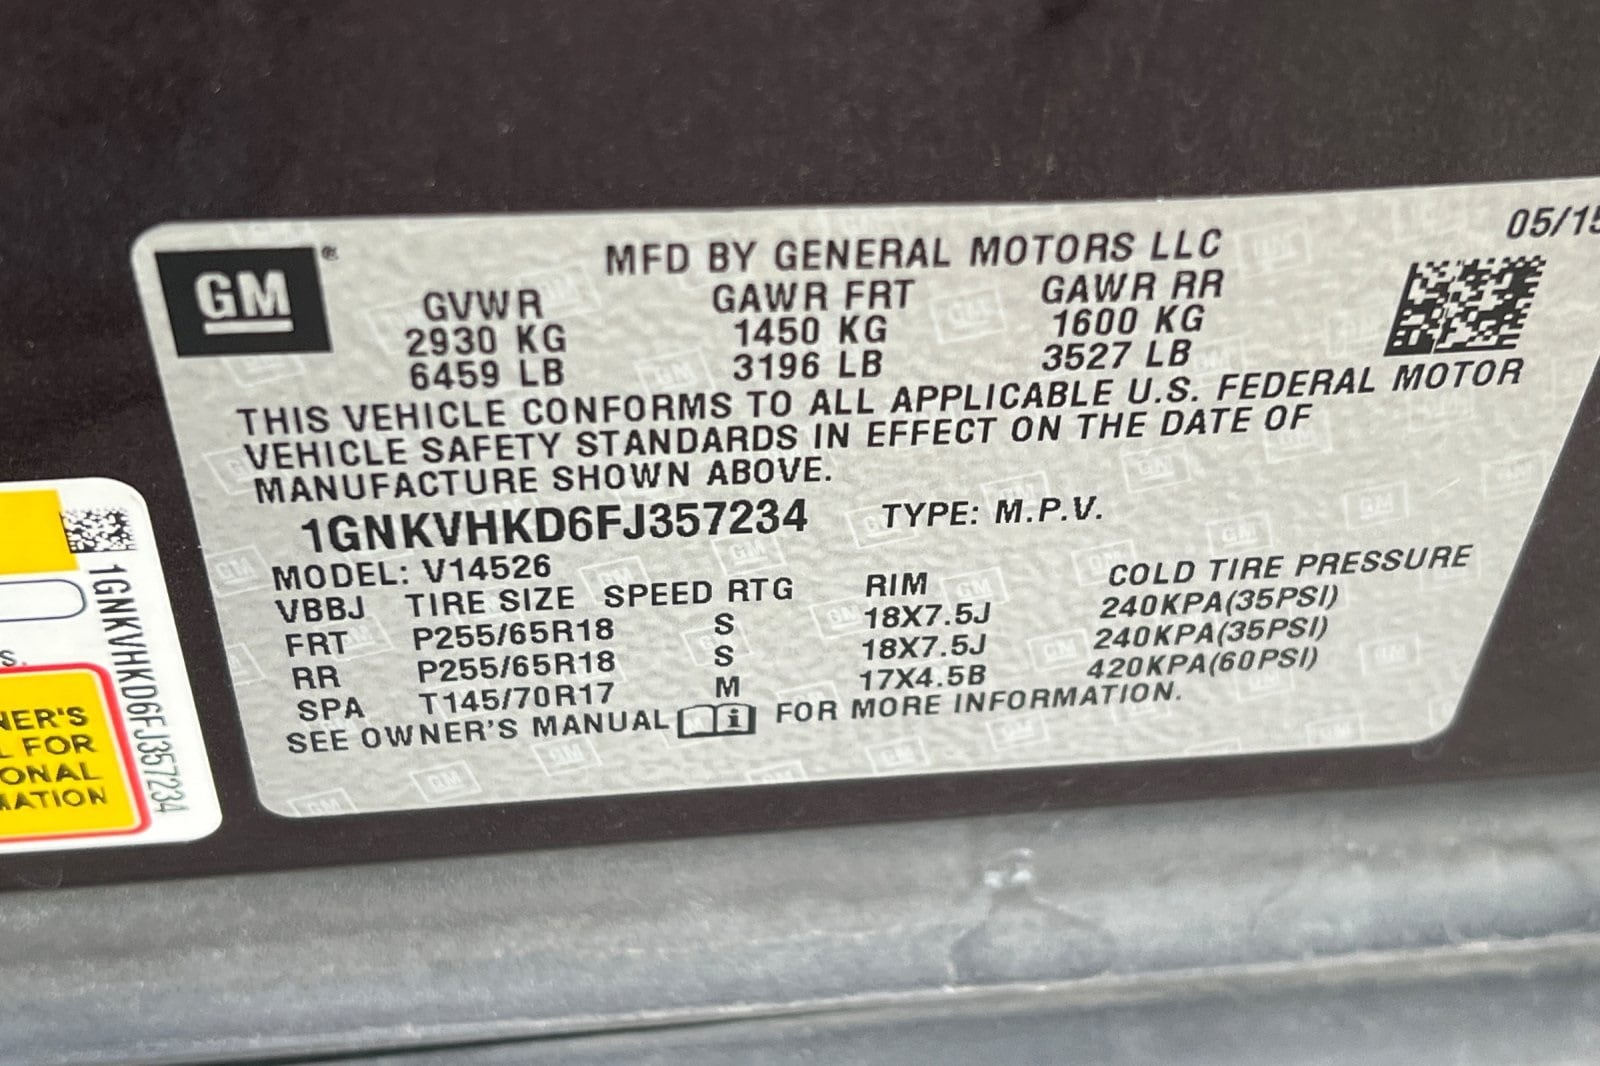 05/15
GM ®
MFD BY GENERAL MOTORS LLC
GVWR GAWR FRT GAWR RR
2930 KG 1450 KG 1600 KG
6459 LB 3196 LB 3527 LB
THIS VEHICLE CONFORMS TO ALL APPLICABLE U.S. FEDERAL MOTOR
VEHICLE SAFETY STANDARDS IN EFFECT ON THE DATE OF
MANUFACTURE SHOWN ABOVE.
1GNKVHKD6FJ357234 TYPE: M.P.V.
MODEL: V14526
VBBJ TIRE SIZE SPEED RTG RIM COLD TIRE PRESSURE
FRT P255/65R18 S 18X7.5J 240KPA(35PSI)
RR P255/65R18 S 18X7.5J 240KPA(35PSI)
SPA T145/70R17 M 17X4.5B 420KPA(60PSI)
SEE OWNER'S MANUAL i FOR MORE INFORMATION.
1GNKVHKD6FJ357234
S.
NER'S
L FOR
ONAL
MATION